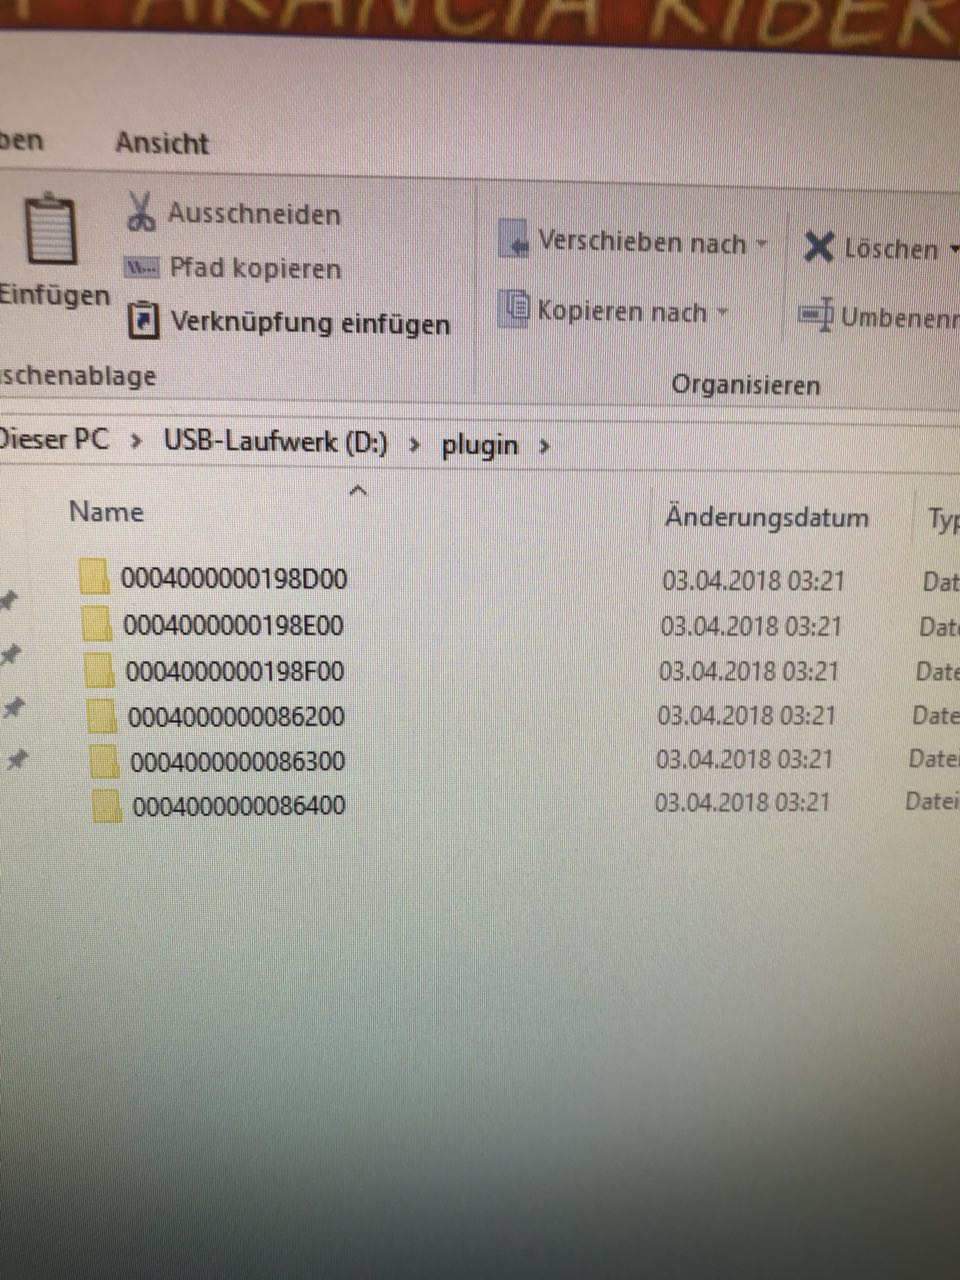 ARANCIA RIBER
ben Ansicht
Einfügen
Ausschneiden
Pfad kopieren
Verknüpfung einfügen
schenablage
Verschieben nach
Kopieren nach
Löschen
Umbenenn
Organisieren
Dieser PC > USB-Laufwerk (D:) > plugin >
Name Änderungsdatum Typ
0004000000198D00 03.04.2018 03:21 Dat
0004000000198E00 03.04.2018 03:21 Date
0004000000198F00 03.04.2018 03:21 Date
0004000000086200 03.04.2018 03:21 Date
0004000000086300 03.04.2018 03:21 Datei
0004000000086400 03.04.2018 03:21 Datei